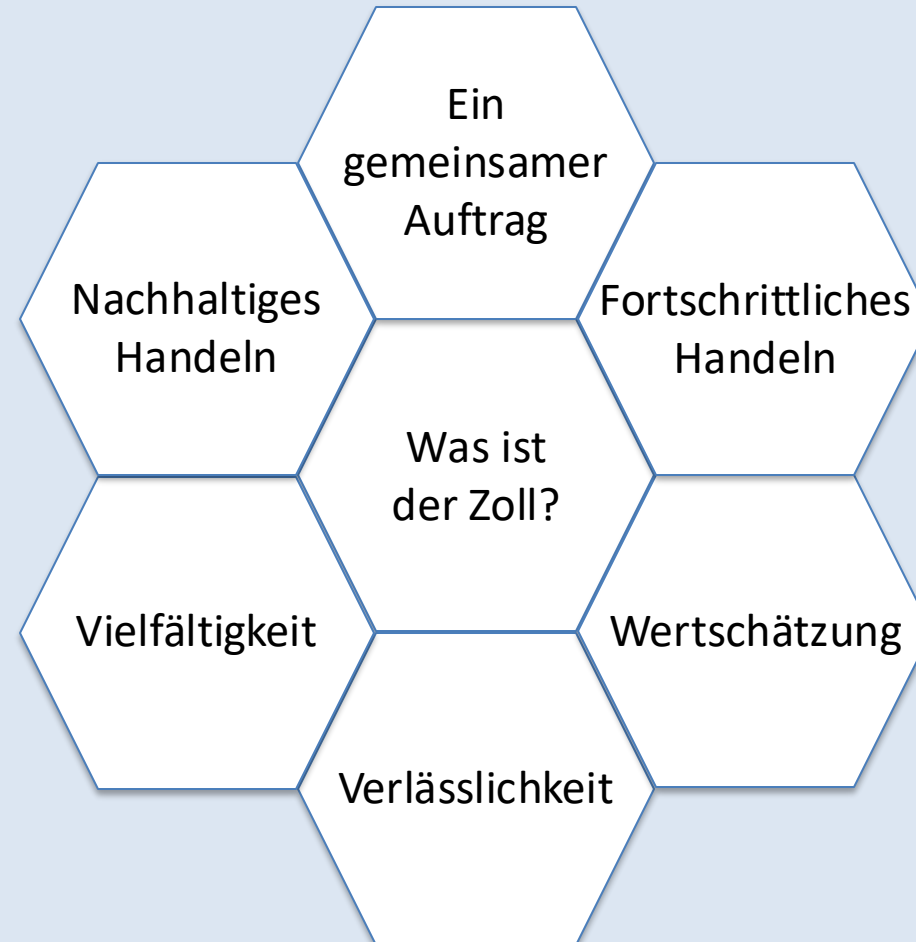 Ein
gemeinsamer
Auftrag
Nachhaltiges
Handeln
Fortschrittliches
Handeln
Was ist
der Zoll?
Vielfältigkeit
Wertschätzung
Verlässlichkeit